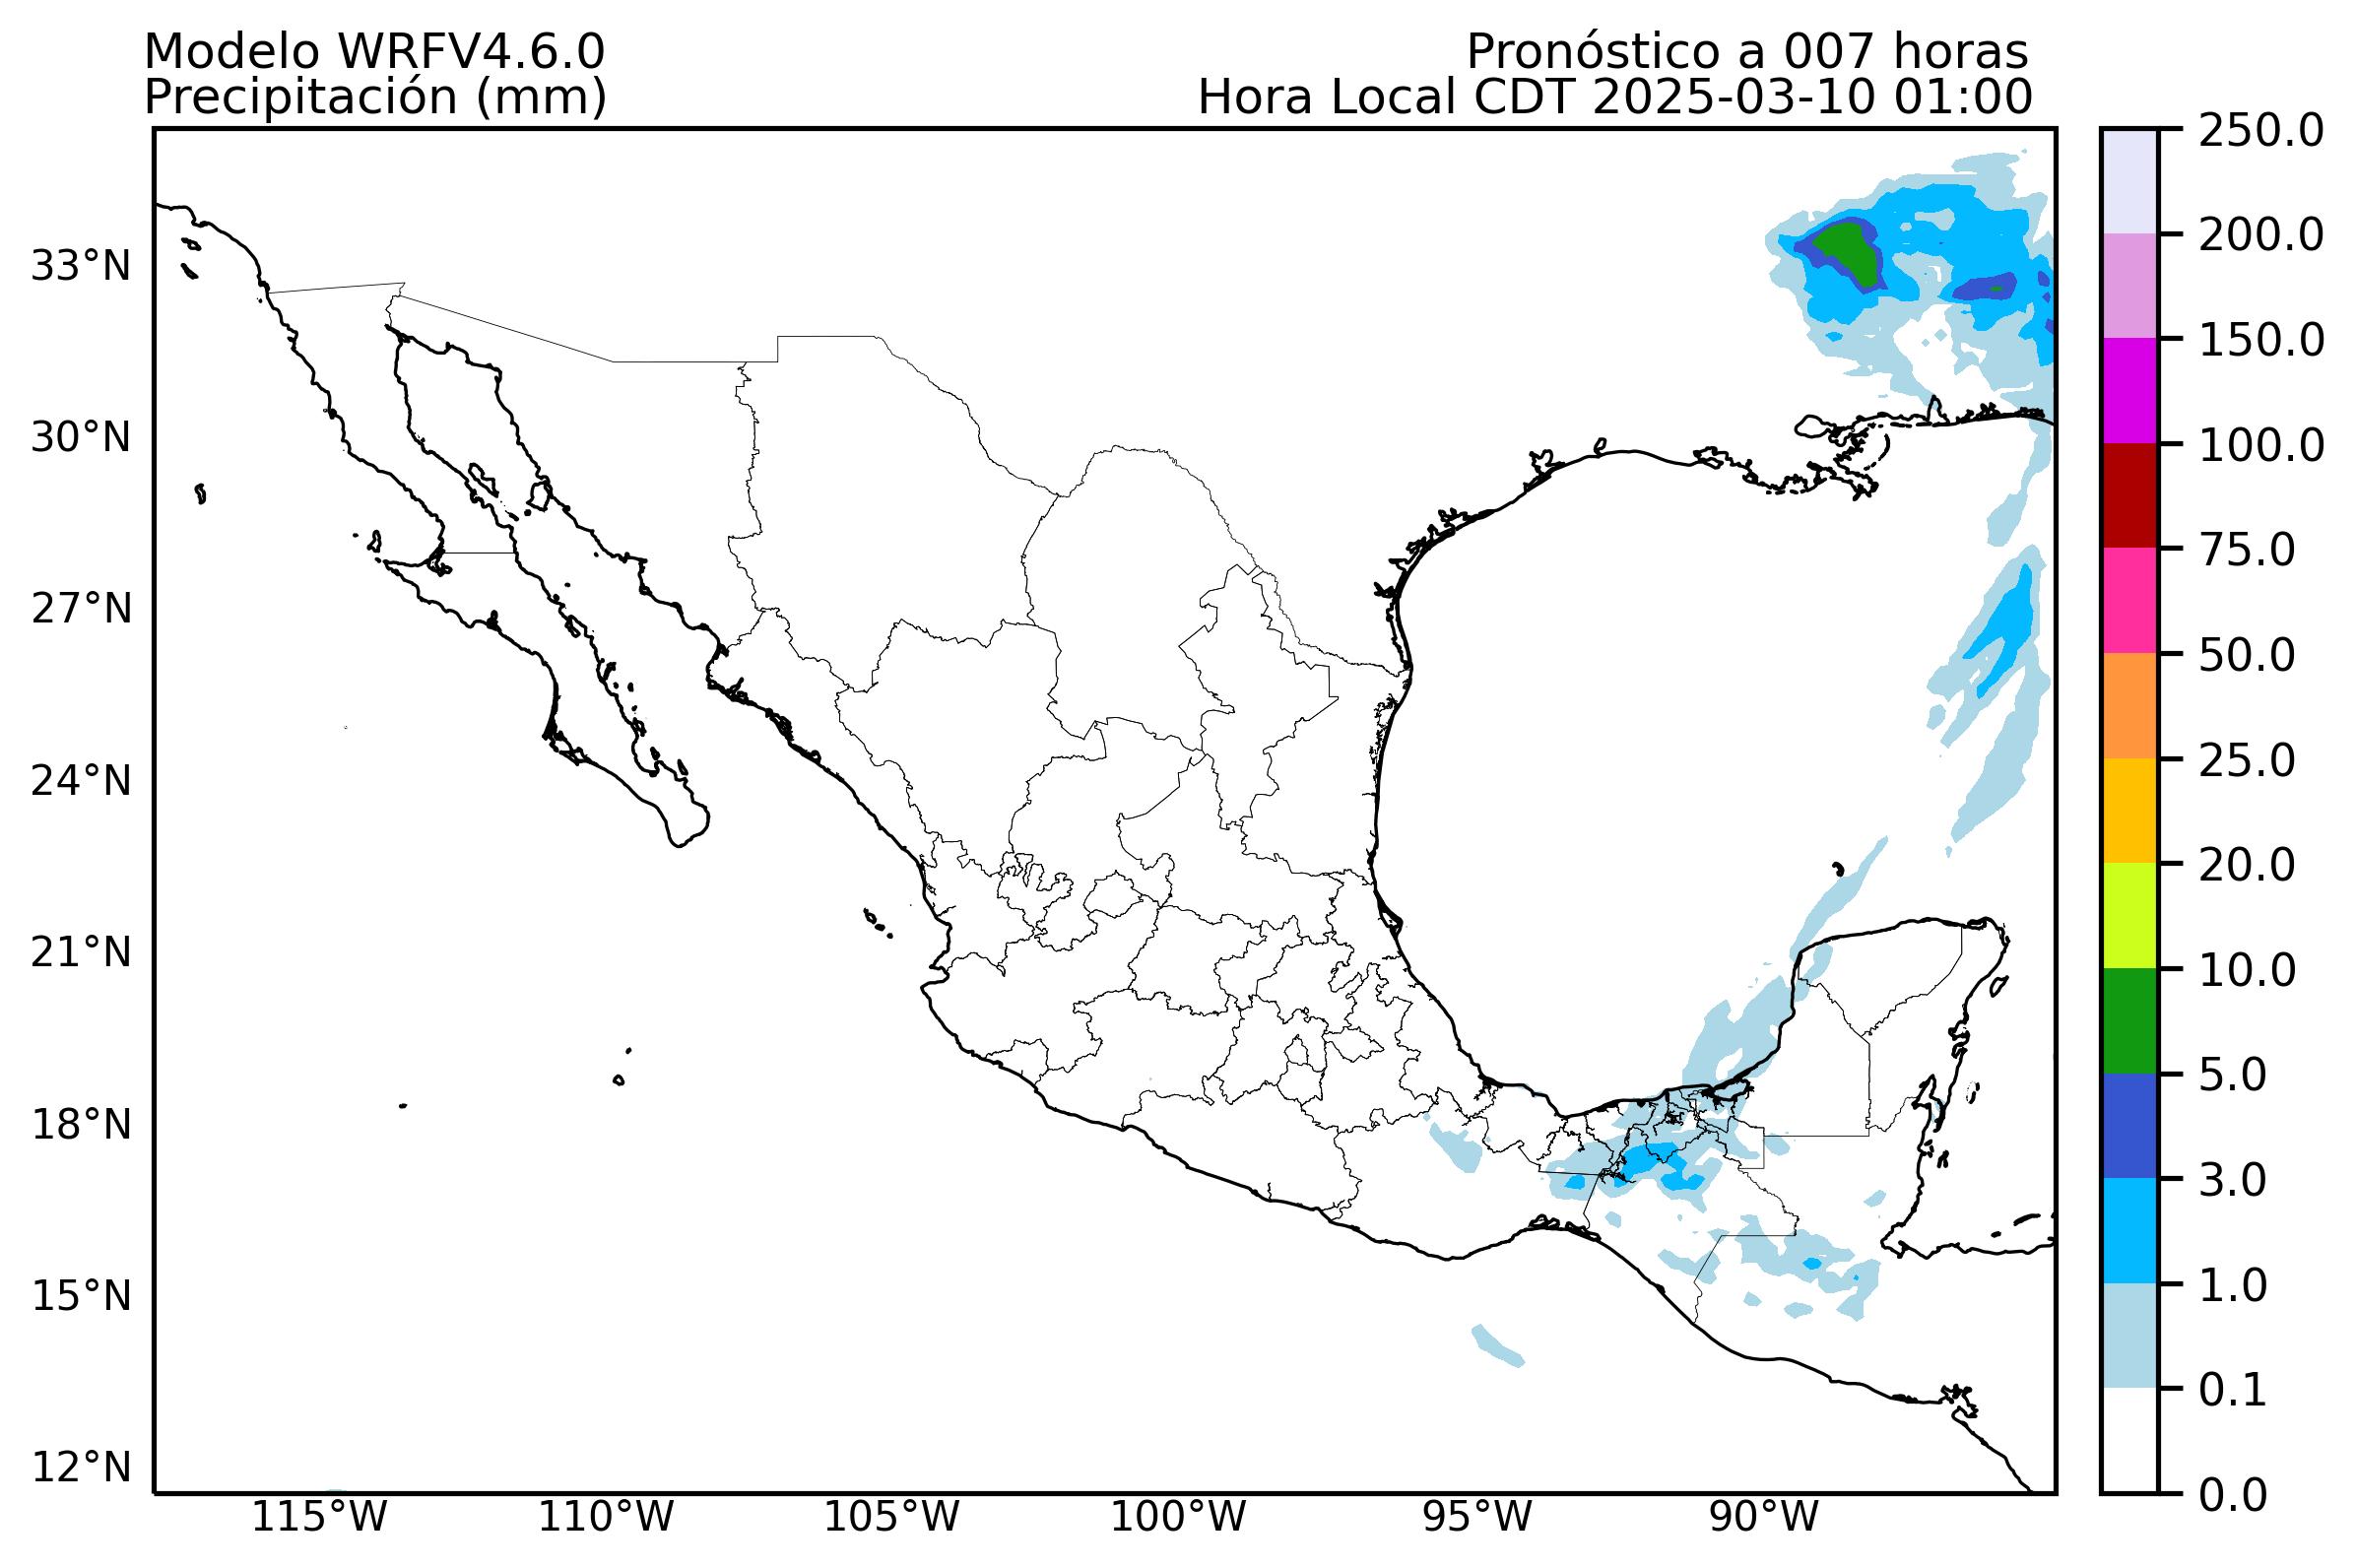 Modelo WRFV4.6.0
Precipitación (mm)
Pronóstico a 007 horas
Hora Local CDT 2025-03-10 01:00
33°N
30°N
27°N
24°N
21°N
18°N
15°N
12°N
115°W
110°W
105°W
100°W
95°W
90°W
250.0
200.0
150.0
100.0
75.0
50.0
25.0
20.0
10.0
5.0
3.0
1.0
0.1
0.0